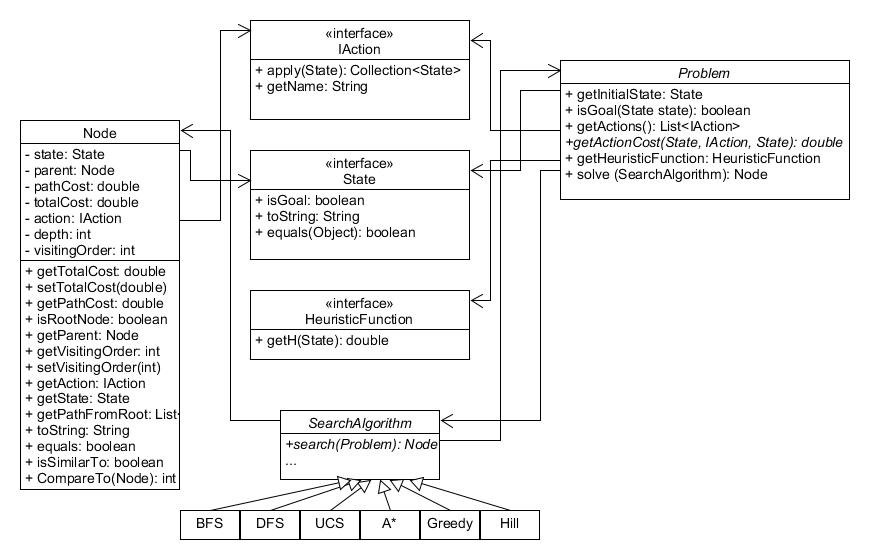 «interface»
IAction
+ apply(State): Collection<State>
+ getName: String
Problem
+ getInitialState: State
+ isGoal(State state): boolean
+ getActions(): List<IAction>
+getActionCost(State, IAction, State): double
+ getHeuristicFunction: HeuristicFunction
+ solve (SearchAlgorithm): Node
Node
- state: State
- parent: Node
- pathCost: double
- totalCost: double
- action: IAction
- depth: int
- visitingOrder: int
+ getTotalCost: double
+ setTotalCost(double)
+ getPathCost: double
+ isRootNode: boolean
+ getParent: Node
+ getVisitingOrder: int
+ setVisitingOrder(int)
+ getAction: IAction
+ getState: State
+ getPathFromRoot: List<
+ toString: String
+ equals: boolean
+ isSimilarTo: boolean
+ CompareTo(Node): int
«interface»
State
+ isGoal: boolean
+ toString: String
+ equals(Object): boolean
«interface»
HeuristicFunction
+ getH(State): double
SearchAlgorithm
+search(Problem): Node
...
BFS
DFS
UCS
A*
Greedy
Hill